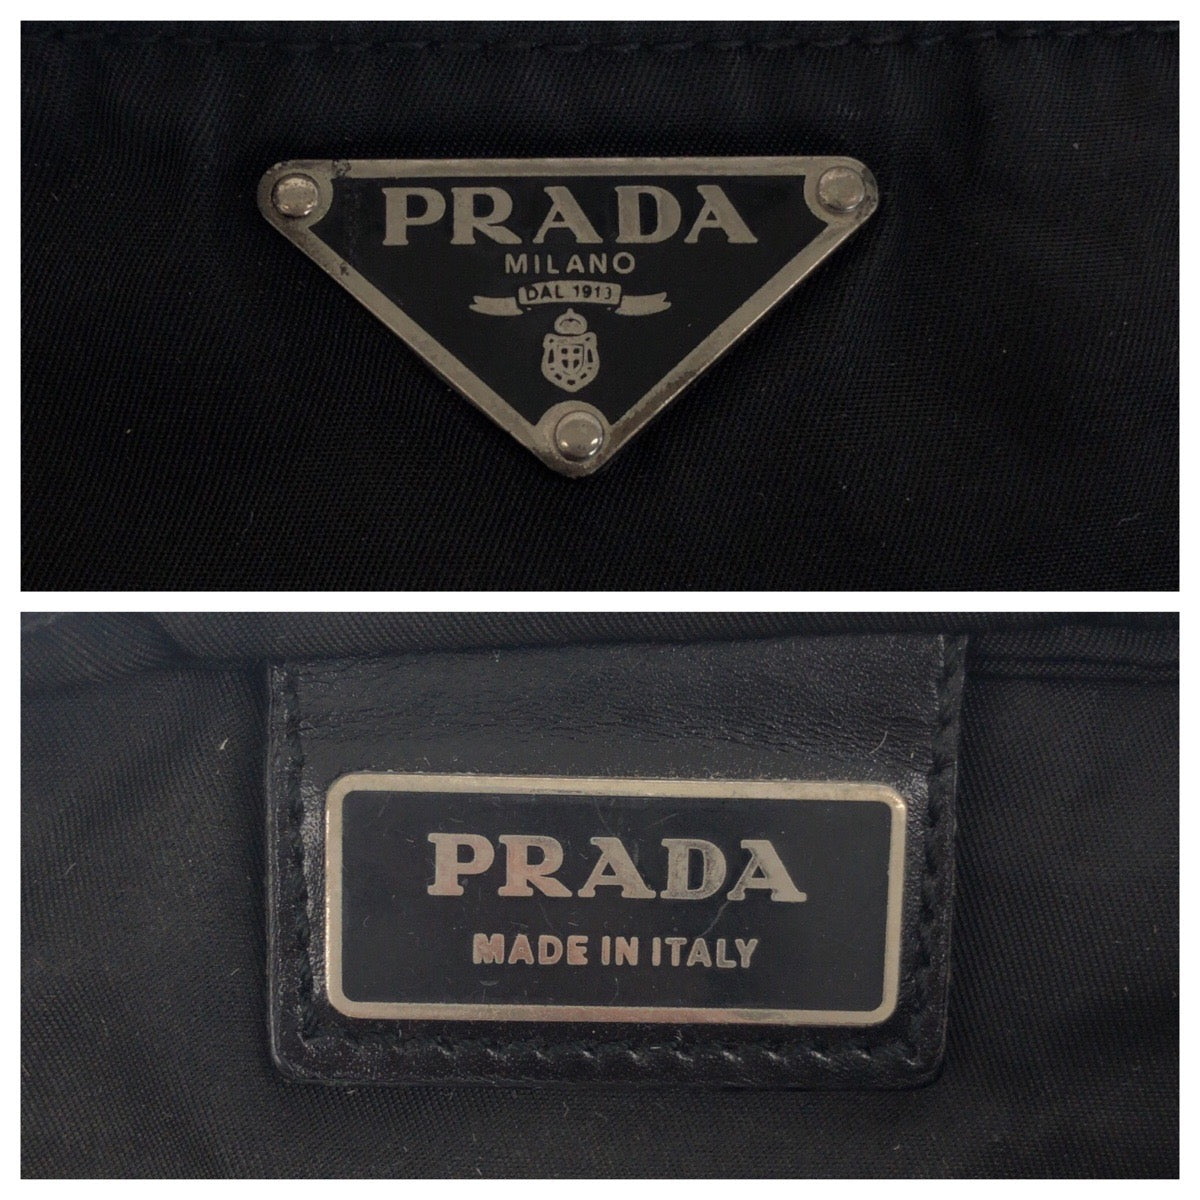 PRADA
MILANO
DAL 1913
PRADA
MADE IN ITALY